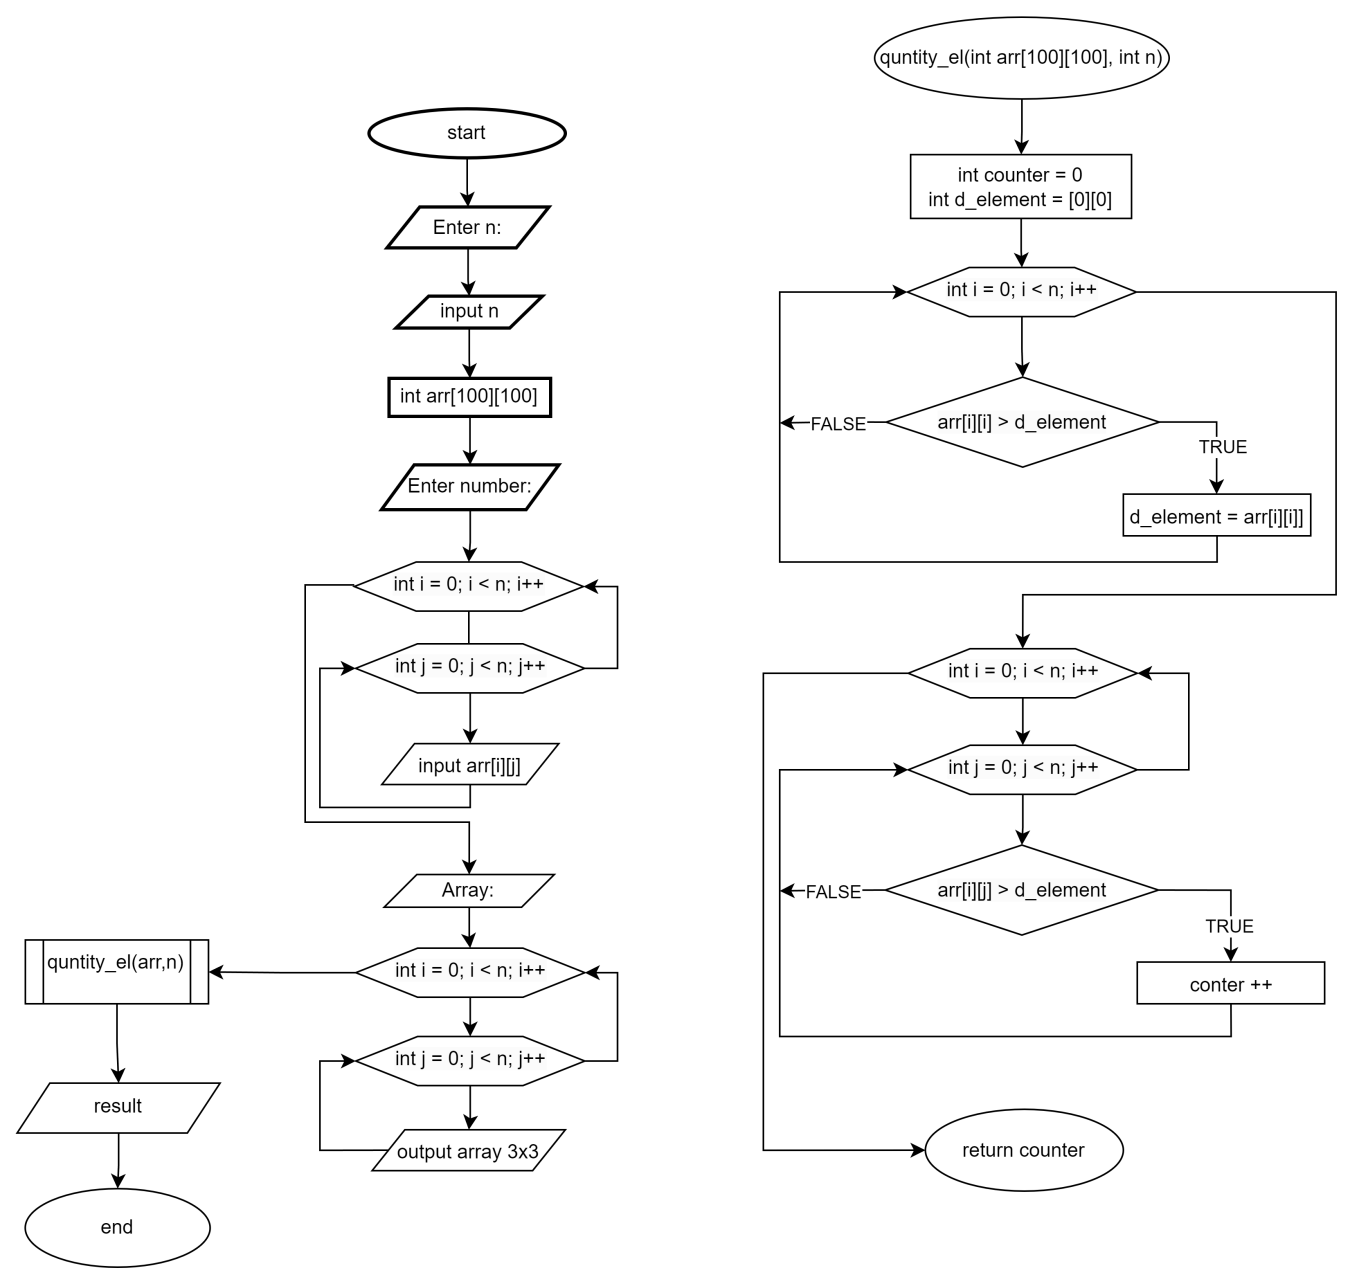 start
Enter n:
input n
int arr[100][100]
Enter number:
int i = 0; i < n; i++
int j = 0; j < n; j++
input arr[i][j]
Array:
int i = 0; i < n; i++
int j = 0; j < n; j++
output array 3x3
quntity_el(arr,n)
result
end
quntity_el(int arr[100][100], int n)
int counter = 0
int d_element = [0][0]
int i = 0; i < n; i++
arr[i][i] > d_element
FALSE
TRUE
d_element = arr[i][i]]
int i = 0; i < n; i++
int j = 0; j < n; j++
arr[i][j] > d_element
FALSE
TRUE
conter ++
return counter